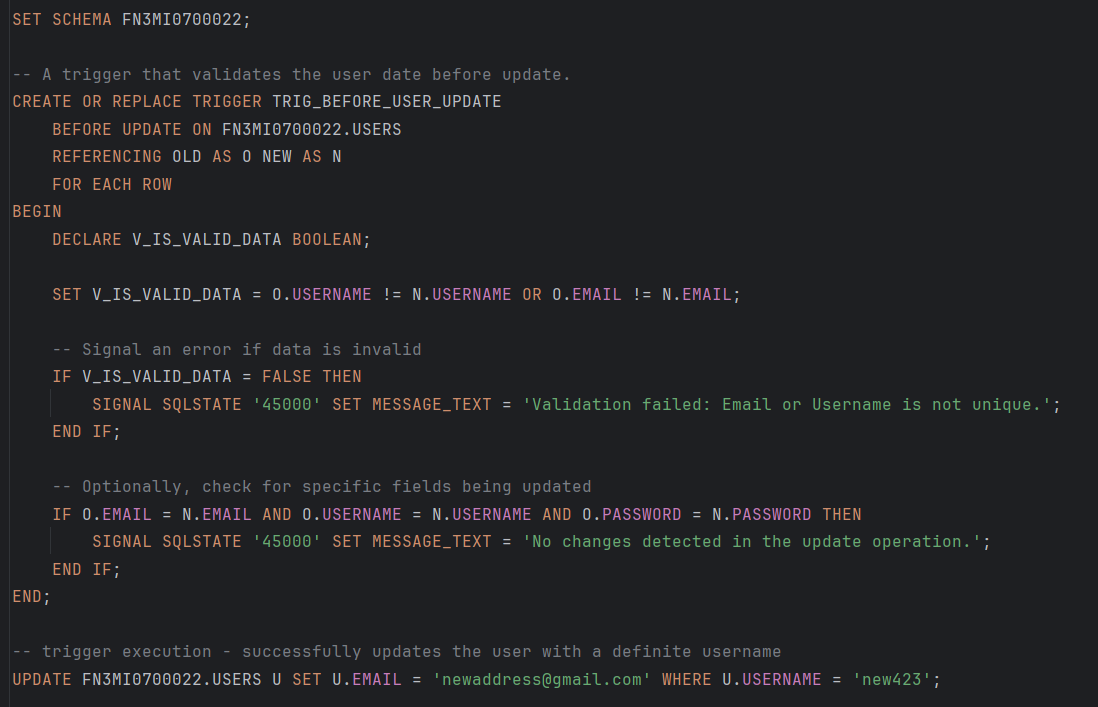 SET SCHEMA FN3MI0700022;
-- A trigger that validates the user date before update.
CREATE OR REPLACE TRIGGER TRIG_BEFORE_USER_UPDATE
BEFORE UPDATE ON FN3MI0700022.USERS
REFERENCING OLD AS O NEW AS N
FOR EACH ROW
BEGIN
DECLARE V_IS_VALID_DATA BOOLEAN;
SET V_IS_VALID_DATA = O.USERNAME != N.USERNAME OR O.EMAIL != N.EMAIL;
-- Signal an error if data is invalid
IF V_IS_VALID_DATA = FALSE THEN
SIGNAL SQLSTATE '45000' SET MESSAGE_TEXT = 'Validation failed: Email or Username is not unique.';
END IF;
-- Optionally, check for specific fields being updated
IF O.EMAIL = N.EMAIL AND O.USERNAME = N.USERNAME AND O.PASSWORD = N.PASSWORD THEN
SIGNAL SQLSTATE '45000' SET MESSAGE_TEXT = 'No changes detected in the update operation.';
END IF;
END;
-- trigger execution - successfully updates the user with a definite username
UPDATE FN3MI0700022.USERS U SET U.EMAIL = 'newaddress@gmail.com' WHERE U.USERNAME = 'new423';